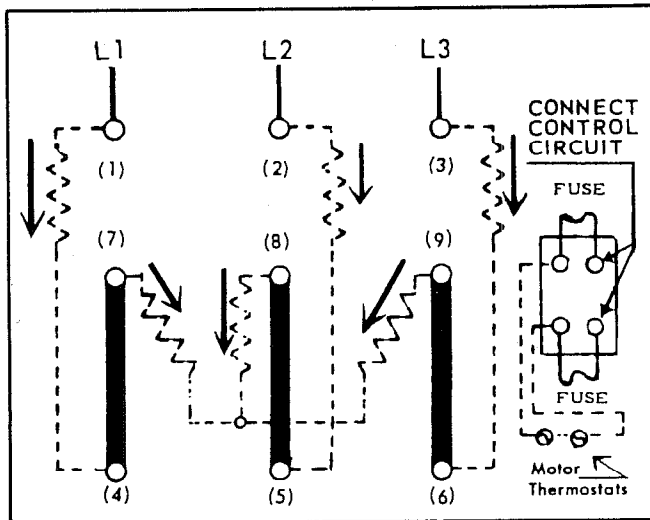 L1 L2 L3
CONNECT
CONTROL
CIRCUIT
(1) (2) (3)
FUSE
(7) (8) (9)
FUSE
(4) (5) (6)
Motor
Thermostats